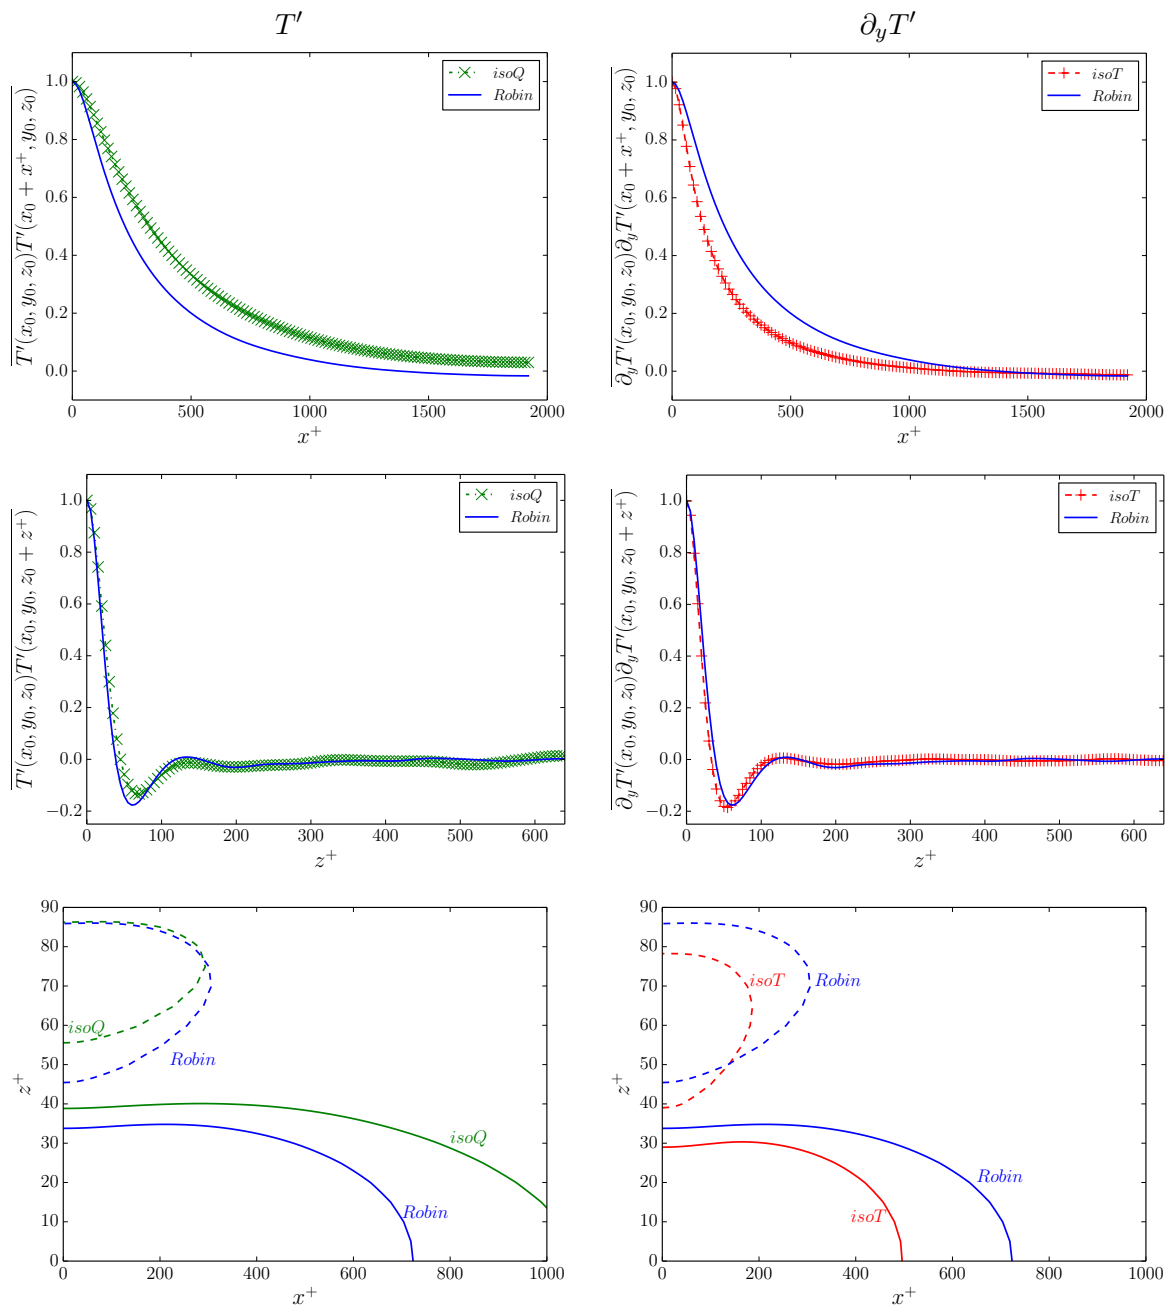 T′
∂yT′
T′(x0, y0, z0)T′(x0 + x+, y0, z0)
1.0
0.8
0.6
0.4
0.2
0.0
isoQ
Robin
0 500 1000 1500 2000
x+
∂yT′(x0, y0, z0)∂yT′(x0 + x+, y0, z0)
1.0
0.8
0.6
0.4
0.2
0.0
isoT
Robin
0 500 1000 1500 2000
x+
T′(x0, y0, z0)T′(x0, y0, z0 + z+)
1.0
0.8
0.6
0.4
0.2
0.0
−0.2
isoQ
Robin
0 100 200 300 400 500 600
z+
∂yT′(x0, y0, z0)∂yT′(x0, y0, z0 + z+)
1.0
0.8
0.6
0.4
0.2
0.0
−0.2
isoT
Robin
0 100 200 300 400 500 600
z+
z+
90
80
70
60
50
40
30
20
10
0
isoQ
Robin
isoQ
Robin
0 200 400 600 800 1000
x+
z+
90
80
70
60
50
40
30
20
10
0
isoT
Robin
Robin
isoT
0 200 400 600 800 1000
x+